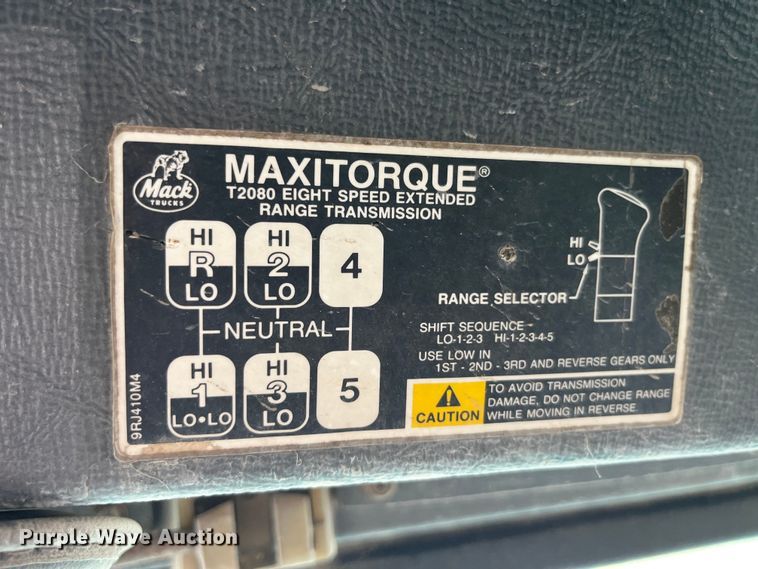 Mack
TRUCKS
MAXITORQUE®
T2080 EIGHT SPEED EXTENDED
RANGE TRANSMISSION
HI
R
LO
HI
2
LO
4
NEUTRAL
HI
1
LO•LO
HI
3
LO
5
HI
LO
RANGE SELECTOR
SHIFT SEQUENCE
LO-1-2-3 HI-1-2-3-4-5
USE LOW IN
1ST - 2ND - 3RD AND REVERSE GEARS ONLY
CAUTION
TO AVOID TRANSMISSION
DAMAGE, DO NOT CHANGE RANGE
WHILE MOVING IN REVERSE.
9RJ410M4
Purple Wave Auction